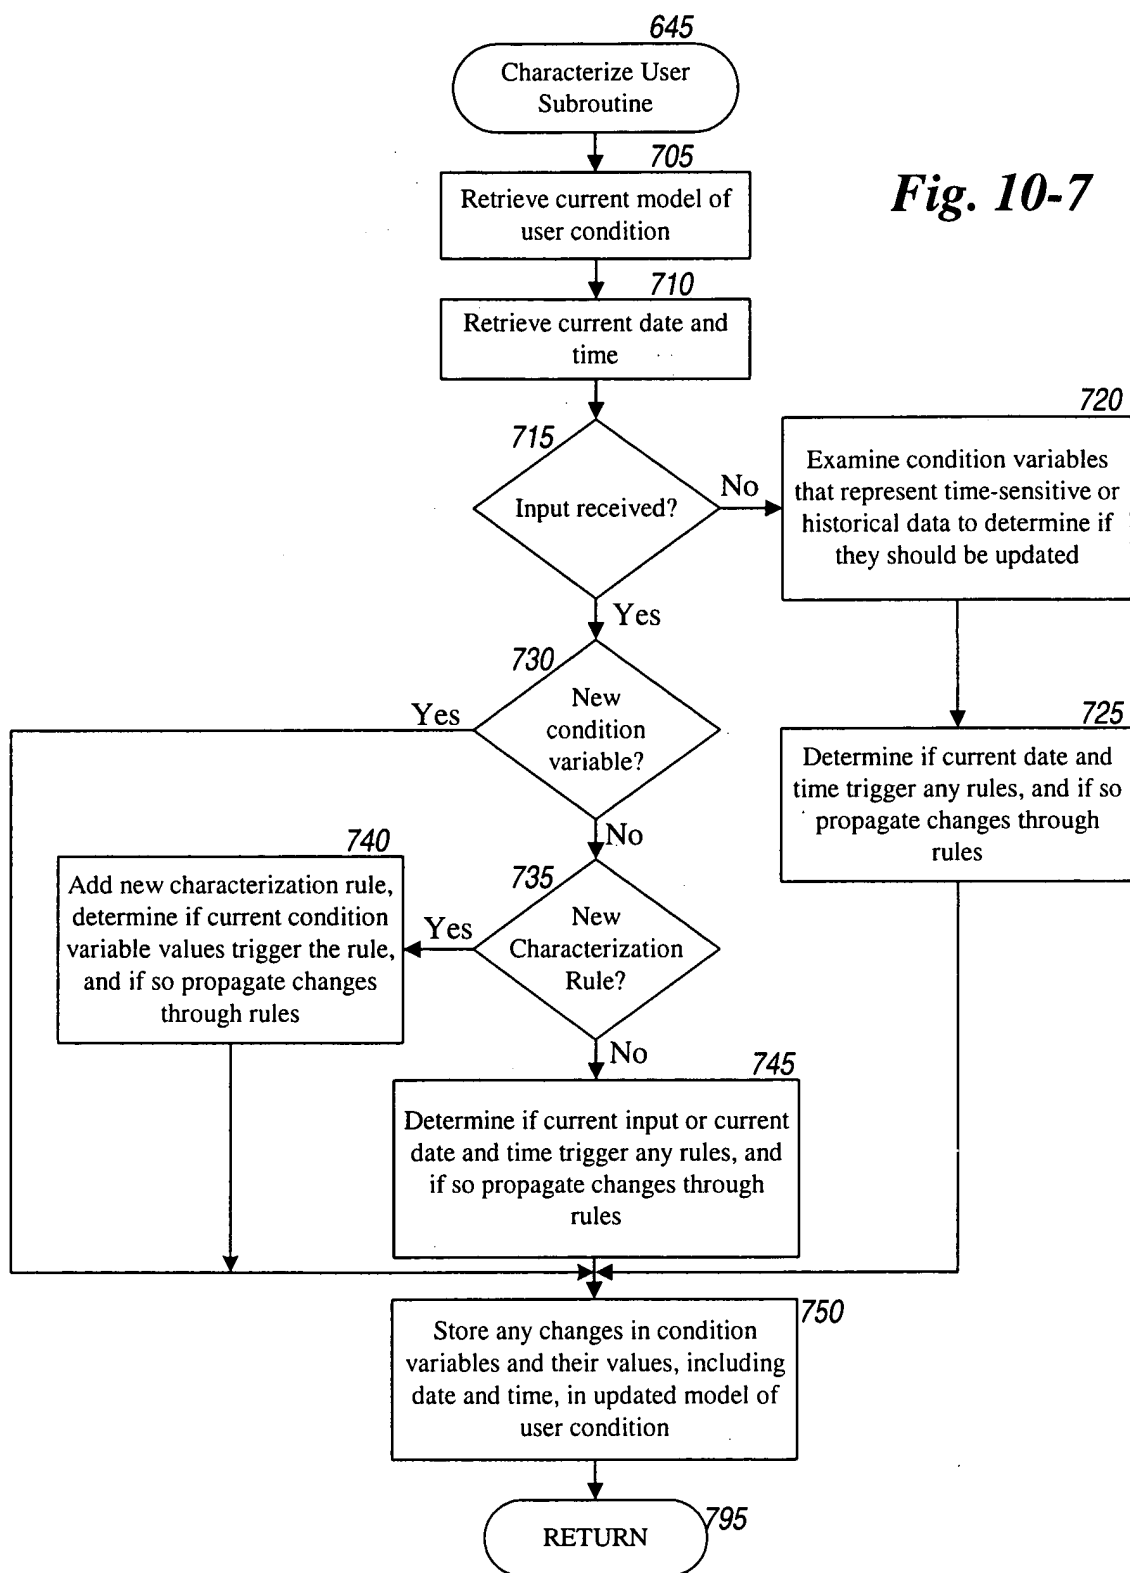 645
Characterize User
Subroutine
705
Retrieve current model of
user condition
Fig. 10-7
710
Retrieve current date and
time
715
Input received?
No
720
Examine condition variables
that represent time-sensitive or
historical data to determine if
they should be updated
Yes
730
New
condition
variable?
Yes
725
Determine if current date and
time trigger any rules, and if so
propagate changes through
rules
No
740
Add new characterization rule,
determine if current condition
variable values trigger the rule,
and if so propagate changes
through rules
735
New
Characterization
Rule?
Yes
No
745
Determine if current input or current
date and time trigger any rules, and
if so propagate changes through
rules
750
Store any changes in condition
variables and their values, including
date and time, in updated model of
user condition
RETURN
795